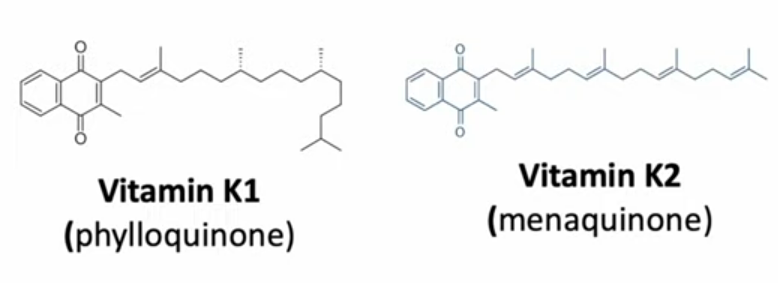 O
O
Vitamin K1
(phylloquinone)
O
O
Vitamin K2
(menaquinone)